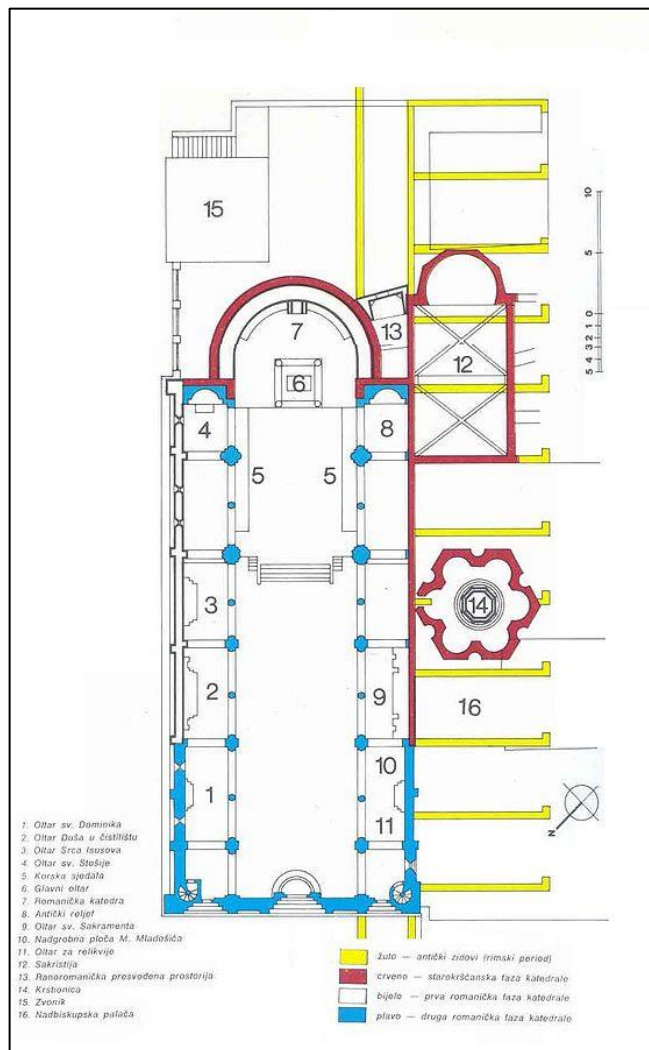 15
10
5
0
1
2
3
4
5
7
13
6
12
4
8
5
5
3
14
2
9
16
1
10
11
N
1. Oltar sv. Dominika
2. Oltar Duša u čistilištu
3. Oltar Srca Isusova
4. Oltar sv. Stošije
5. Korska sjedala
6. Glavni oltar
7. Romanička katedra
8. Antički reljef
9. Oltar sv. Sakramenta
10. Nadgrobna ploča M. Mladošića
11. Oltar za relikvije
12. Sakristija
13. Ranoromanička presvođena prostorija
14. Krstionica
15. Zvonik
16. Nadbiskupska palača
žuto — antički zidovi (rimski period)
crveno — starokršćanska faza katedrale
bijelo — prva romanička faza katedrale
plavo — druga romanička faza katedrale